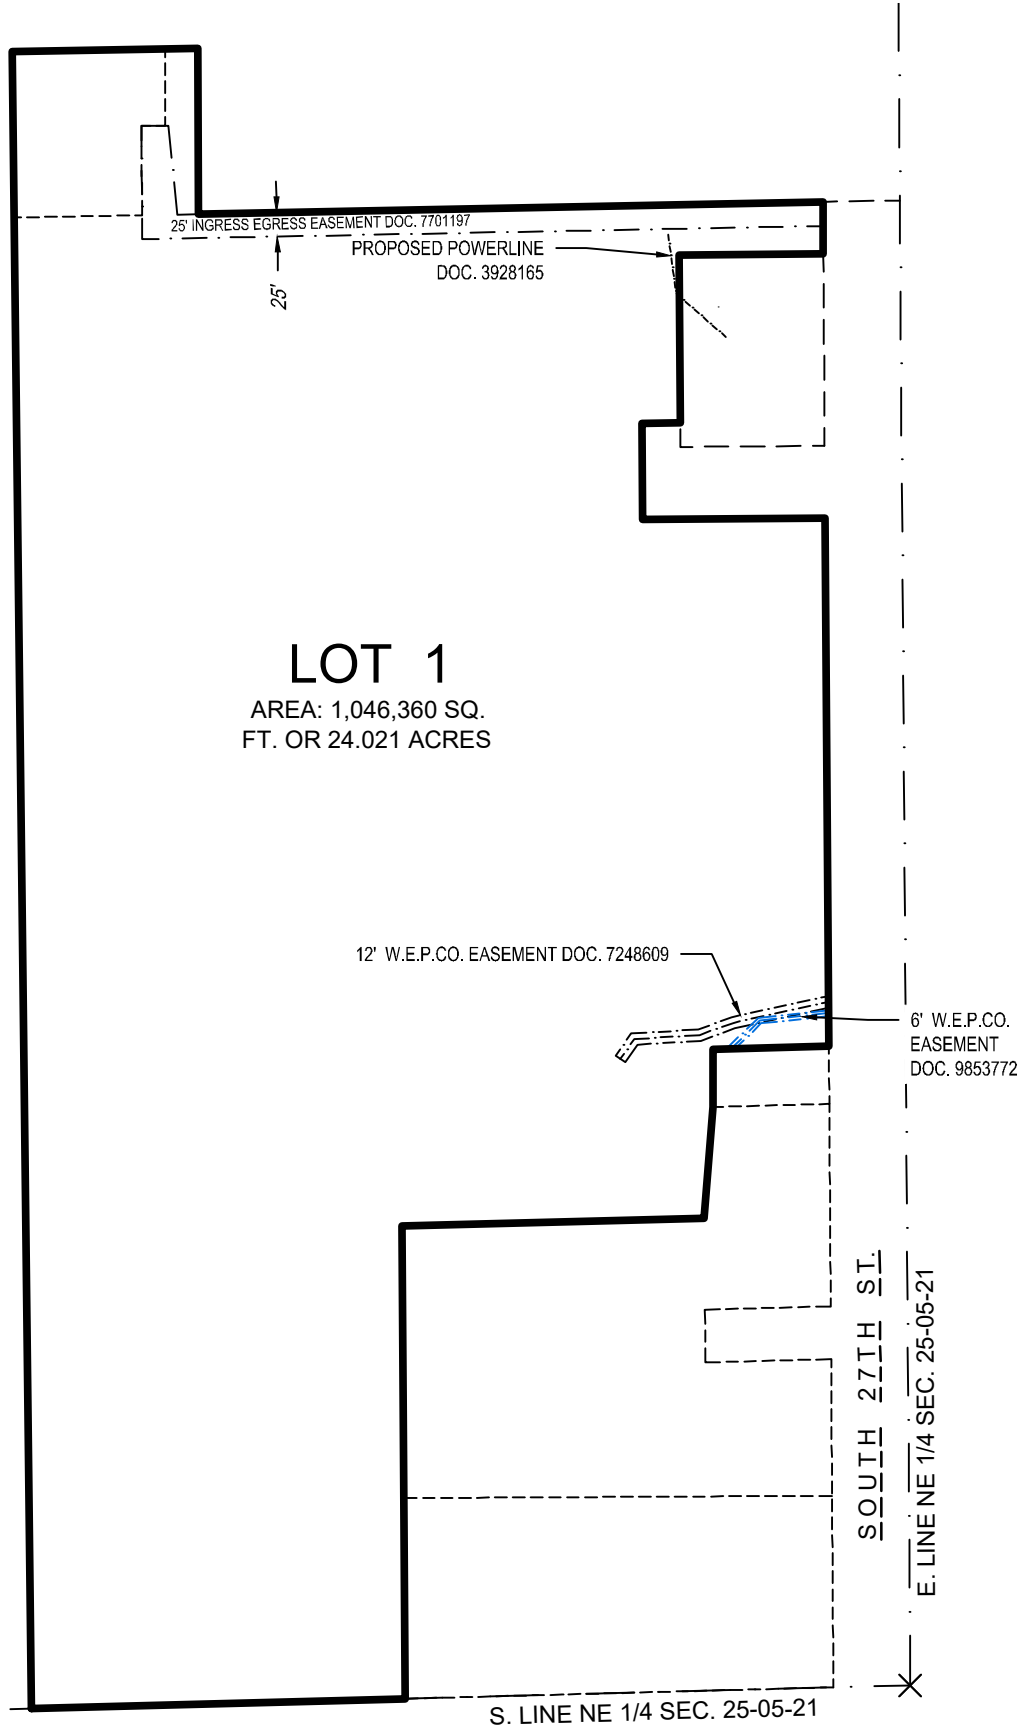 25' INGRESS EGRESS EASEMENT DOC. 7701197
PROPOSED POWERLINE
DOC. 3928165
25'
LOT 1
AREA: 1,046,360 SQ.
FT. OR 24.021 ACRES
12' W.E.P.CO. EASEMENT DOC. 7248609
6' W.E.P.CO.
EASEMENT
DOC. 9853772
SOUTH 27TH ST.
E. LINE NE 1/4 SEC. 25-05-21
S. LINE NE 1/4 SEC. 25-05-21